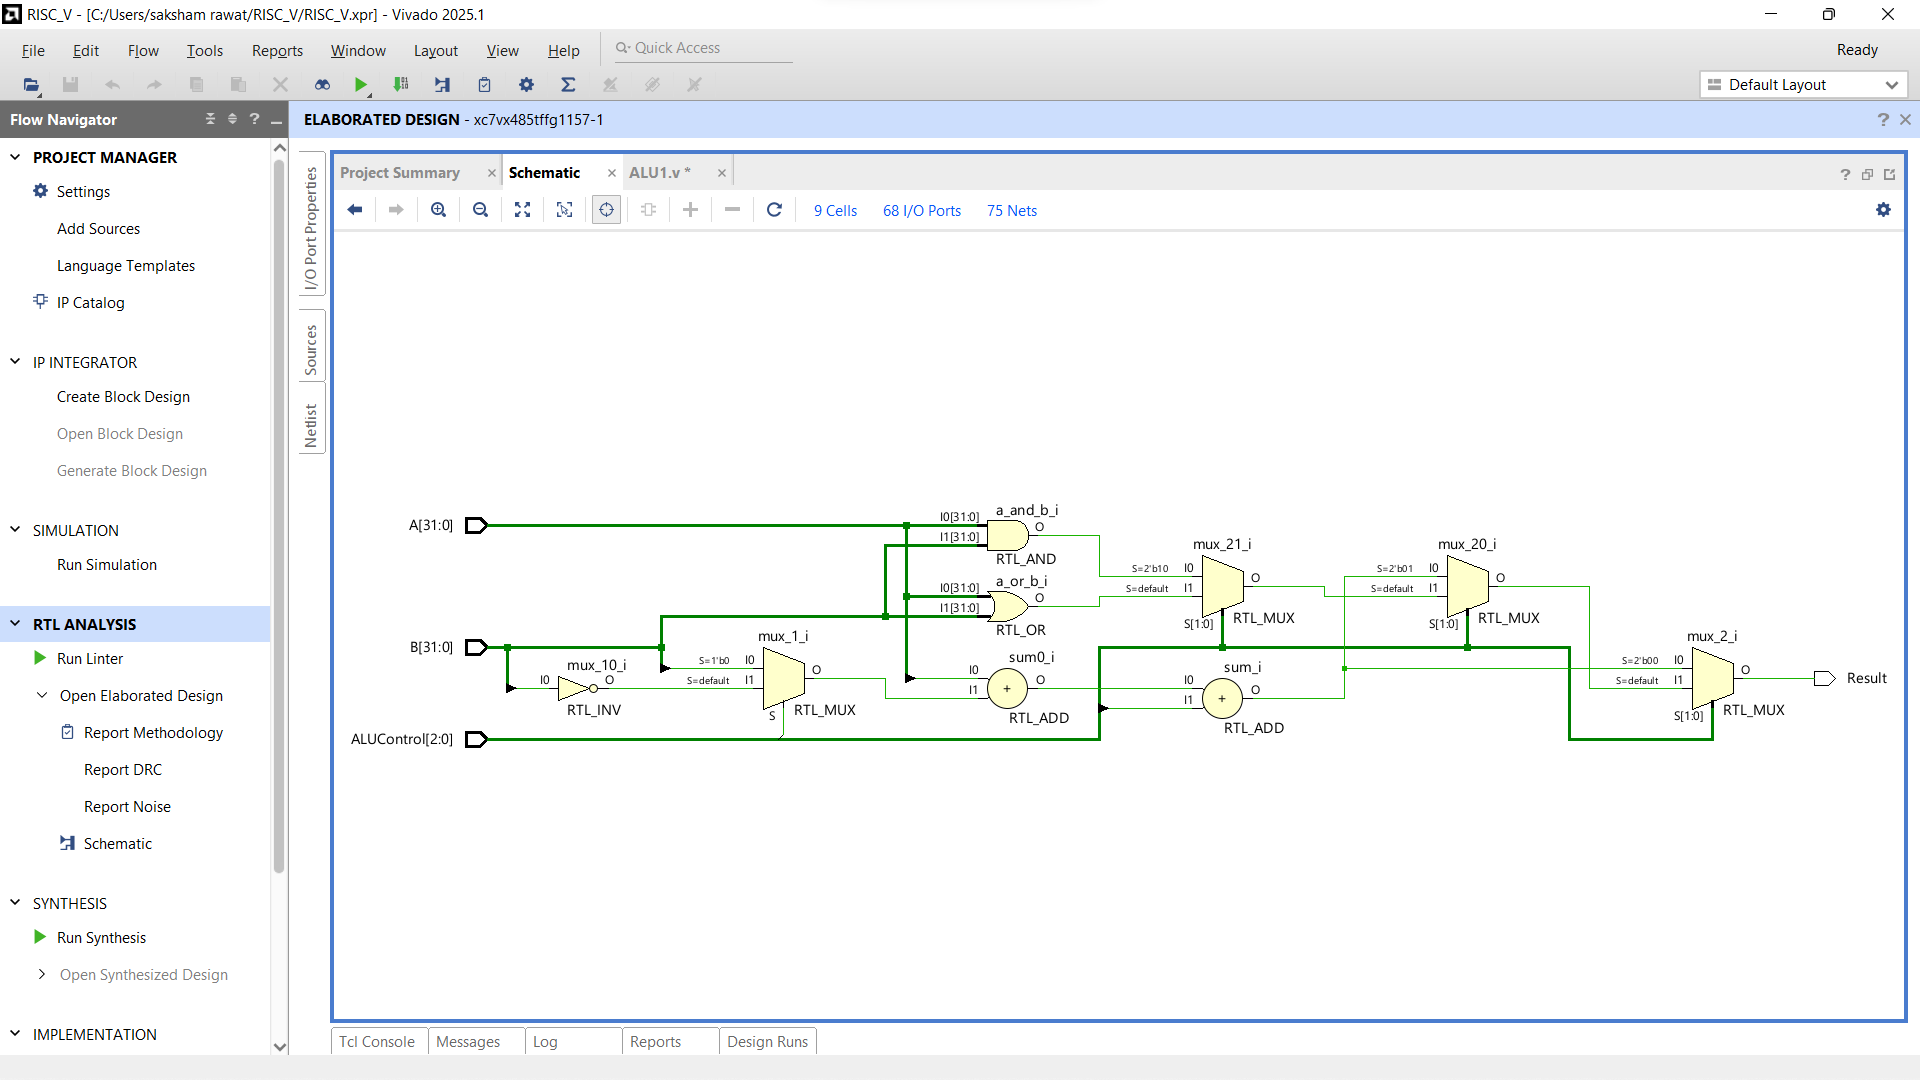 RISC_V - [C:/Users/saksham rawat/RISC_V/RISC_V.xpr] - Vivado 2025.1
File Edit Flow Tools Reports Window Layout View Help Quick Access Ready
Default Layout
Flow Navigator
ELABORATED DESIGN - xc7vx485tffg1157-1
PROJECT MANAGER
Settings
Add Sources
Language Templates
IP Catalog
IP INTEGRATOR
Create Block Design
Open Block Design
Generate Block Design
SIMULATION
Run Simulation
RTL ANALYSIS
Run Linter
Open Elaborated Design
Report Methodology
Report DRC
Report Noise
Schematic
SYNTHESIS
Run Synthesis
Open Synthesized Design
IMPLEMENTATION
I/O Port Properties
Sources
Netlist
Project Summary
Schematic
ALU1.v *
9 Cells 68 I/O Ports 75 Nets
A[31:0]
B[31:0]
ALUControl[2:0]
mux_10_i
I0 O
RTL_INV
mux_1_i
S=1'b0 I0 O
S=default I1
S RTL_MUX
a_and_b_i
I0[31:0] O
I1[31:0]
RTL_AND
a_or_b_i
I0[31:0] O
I1[31:0]
RTL_OR
sum0_i
I0 O
I1 +
RTL_ADD
mux_21_i
S=2'b10 I0 O
S=default I1
S[1:0] RTL_MUX
sum_i
I0 O
I1 +
RTL_ADD
mux_20_i
S=2'b01 I0 O
S=default I1
S[1:0] RTL_MUX
mux_2_i
S=2'b00 I0 O
S=default I1
S[1:0] RTL_MUX
Result
Tcl Console Messages Log Reports Design Runs